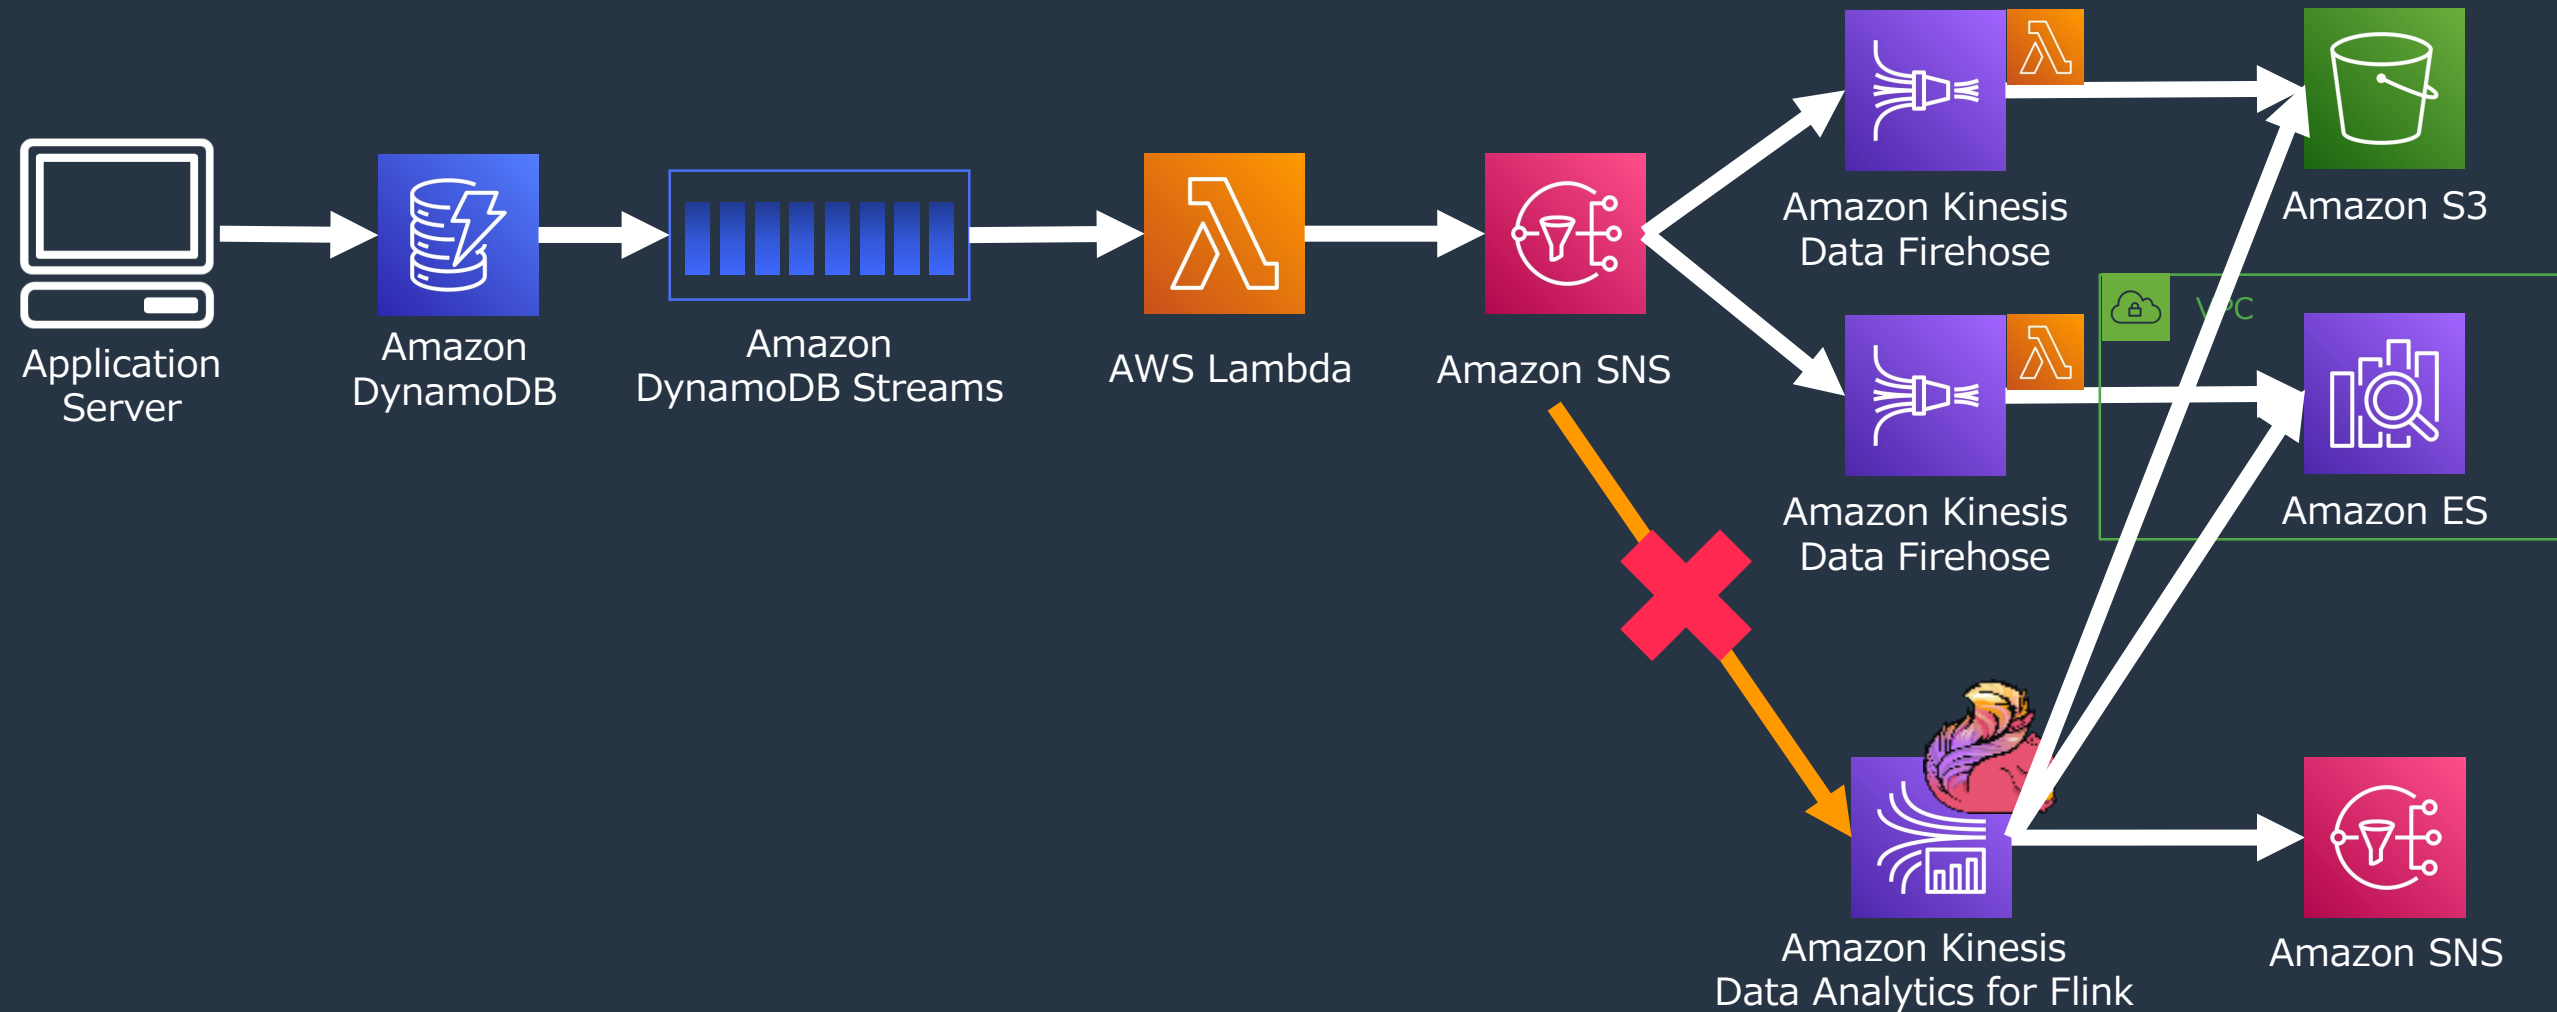 Application
Server
Amazon
DynamoDB
Amazon
DynamoDB Streams
AWS Lambda
Amazon SNS
Amazon Kinesis
Data Firehose
Amazon S3
VPC
Amazon Kinesis
Data Firehose
Amazon ES
Amazon Kinesis
Data Analytics for Flink
Amazon SNS